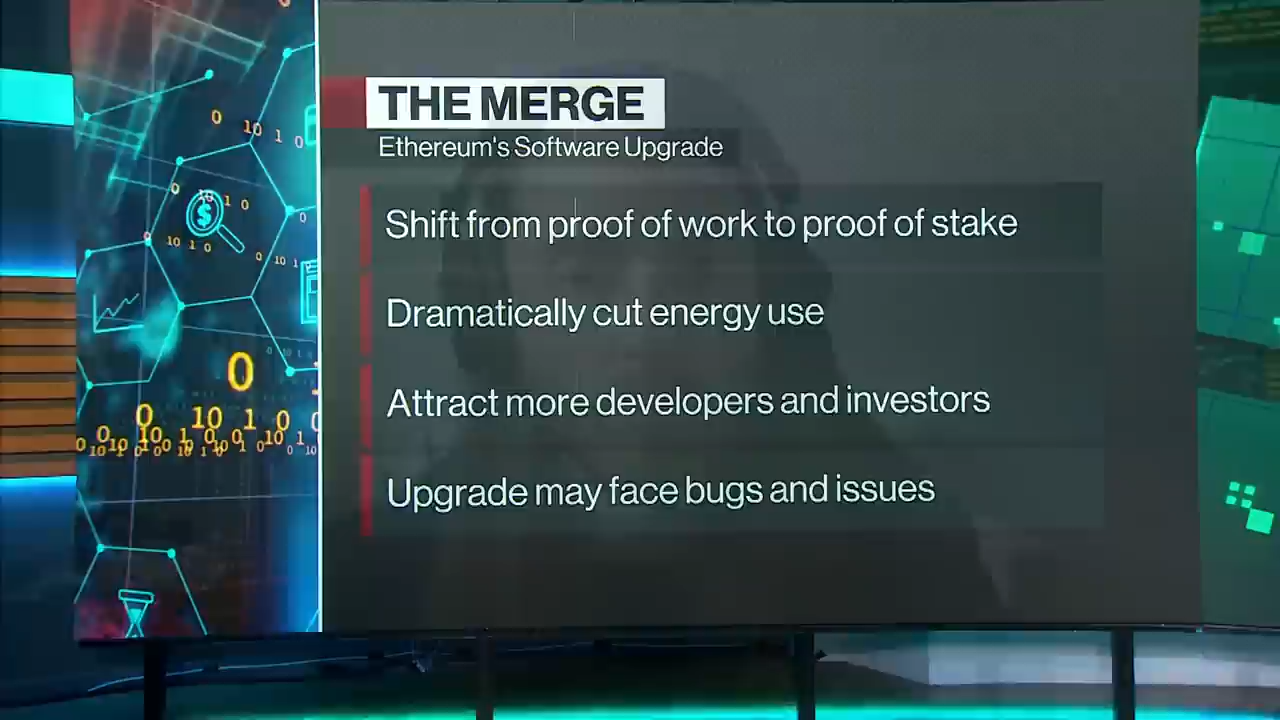 THE MERGE
Ethereum's Software Upgrade
Shift from proof of work to proof of stake
Dramatically cut energy use
Attract more developers and investors
Upgrade may face bugs and issues